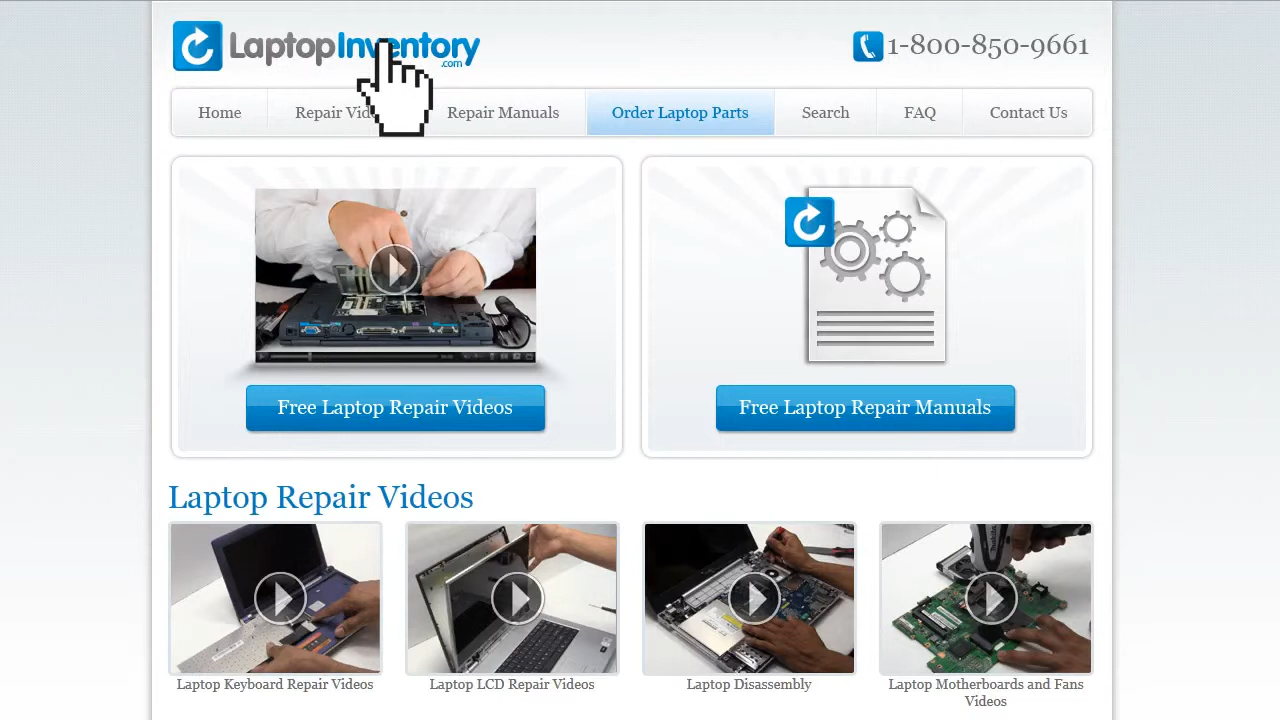 LaptopInventory
.com
1-800-850-9661
Home
Repair Vid
Repair Manuals
Order Laptop Parts
Search
FAQ
Contact Us
Free Laptop Repair Videos
Free Laptop Repair Manuals
Laptop Repair Videos
Laptop Keyboard Repair Videos
Laptop LCD Repair Videos
Laptop Disassembly
Laptop Motherboards and Fans
Videos